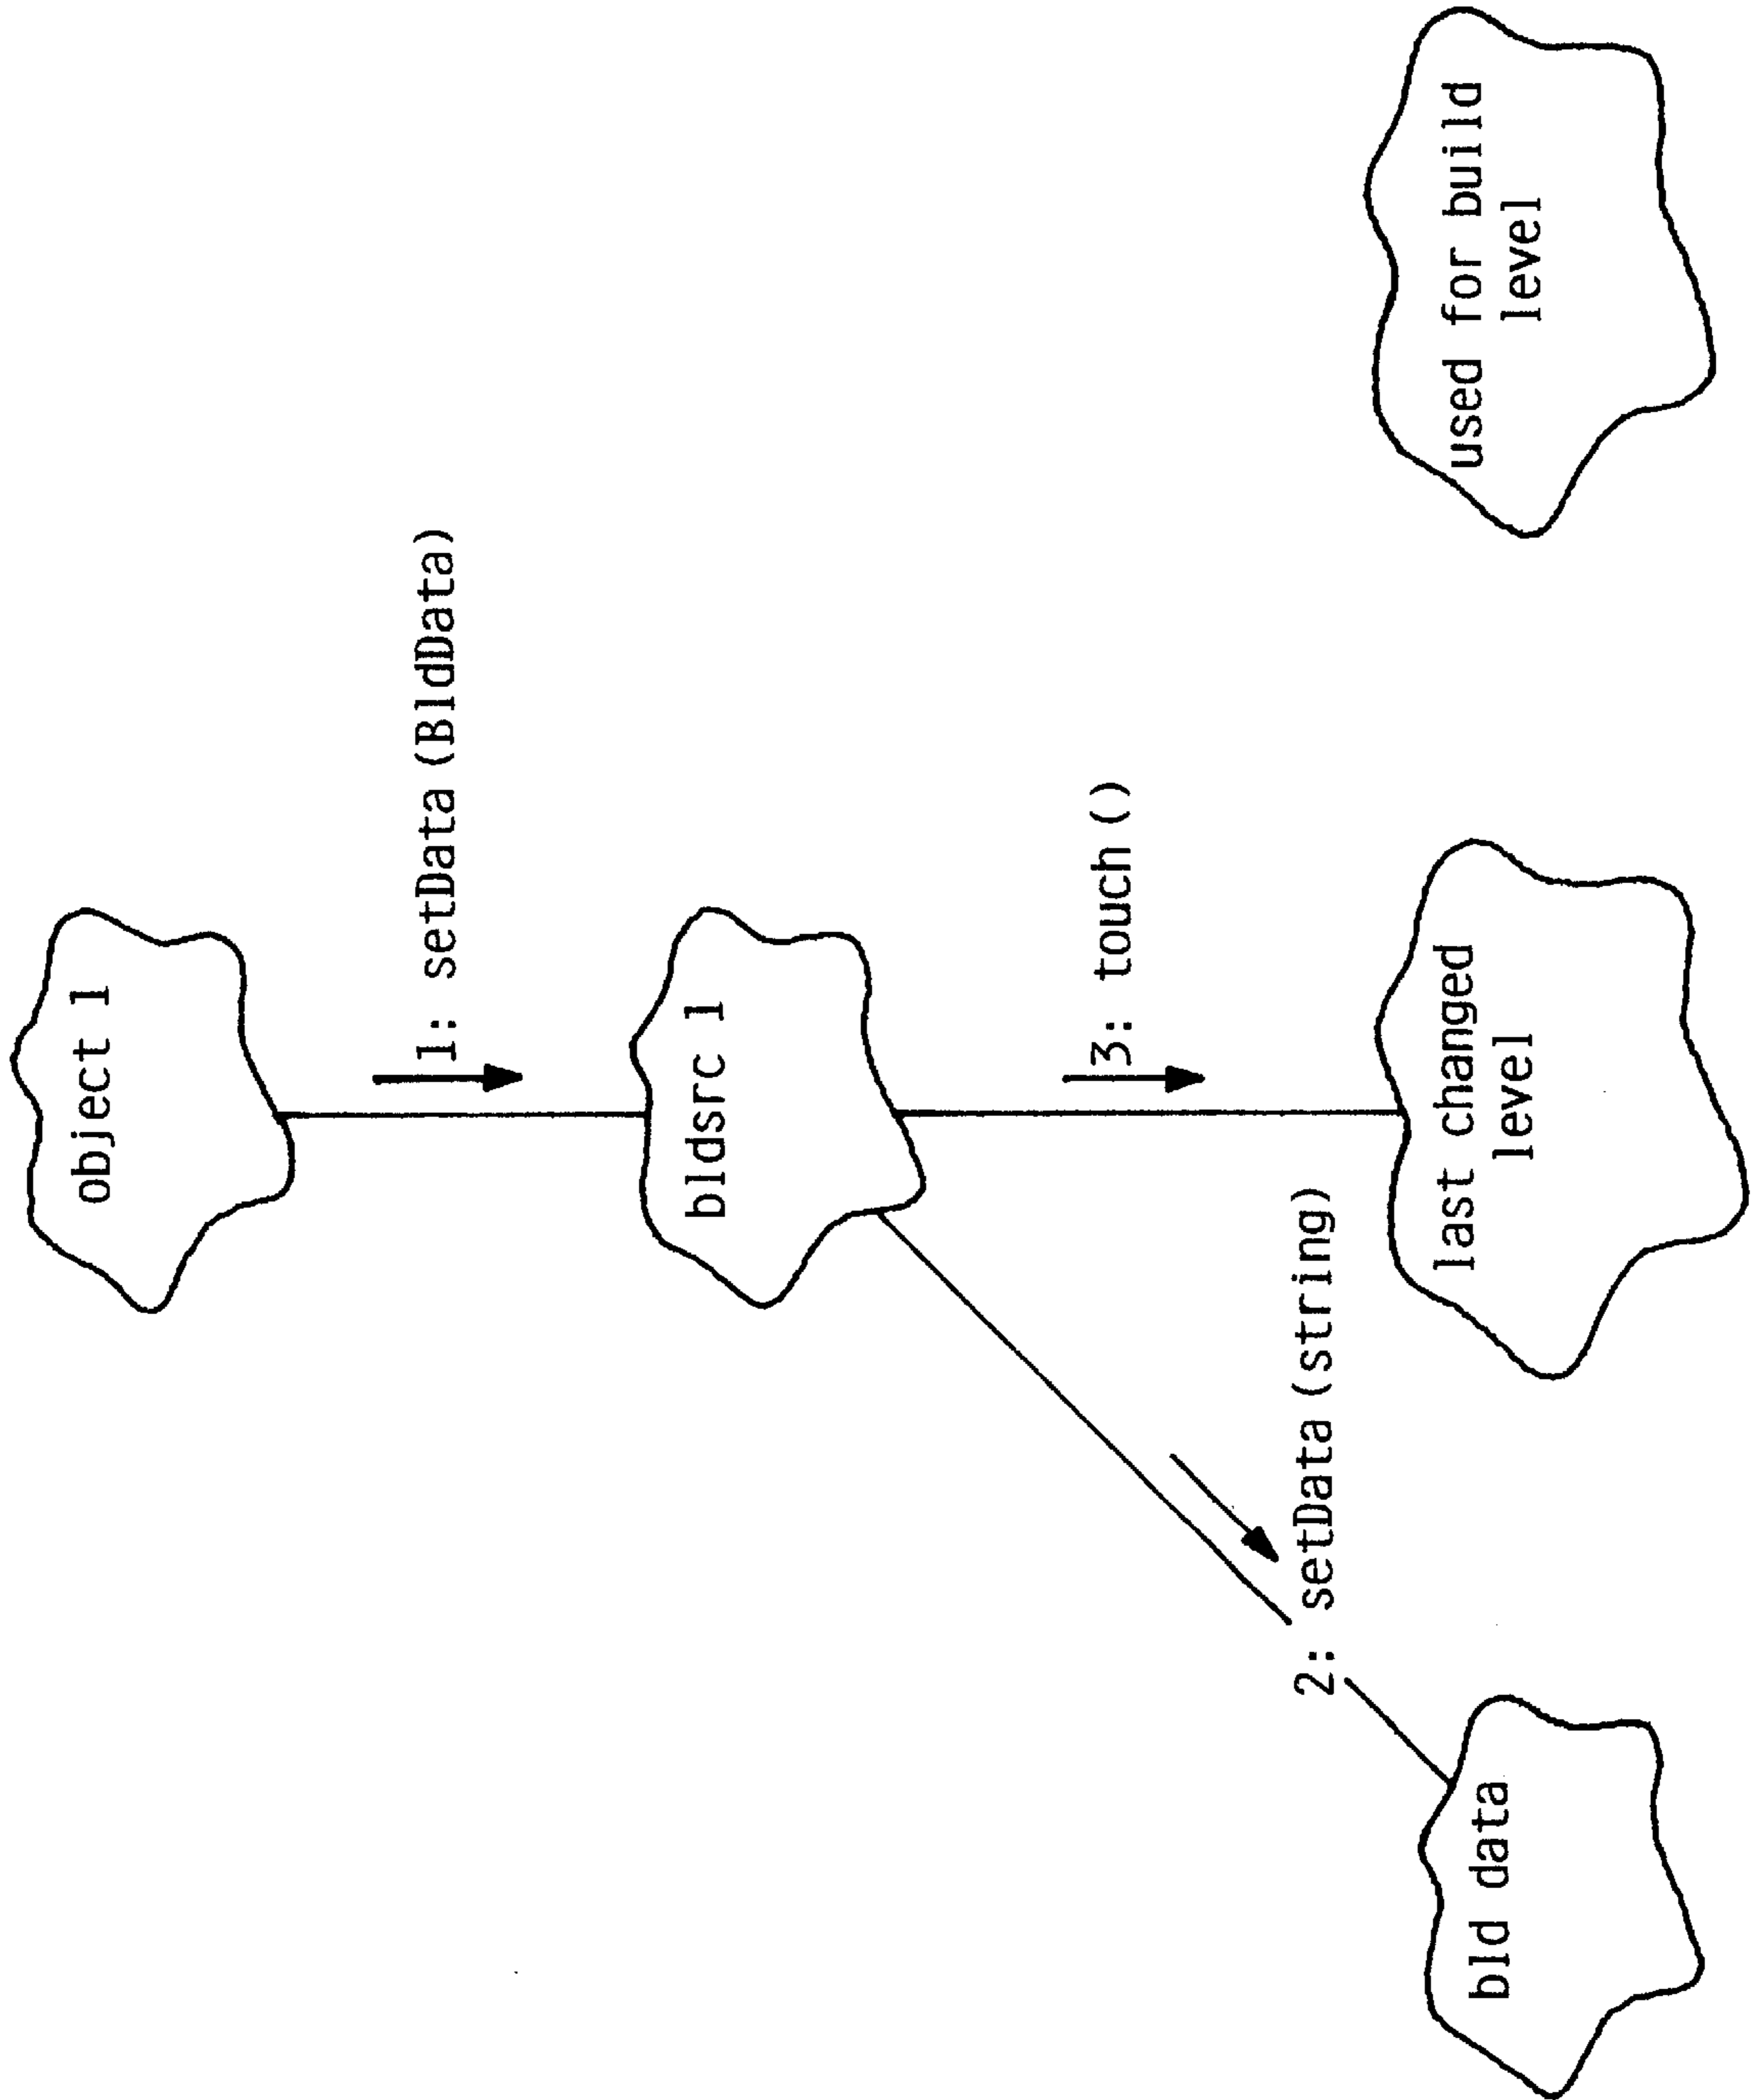 object 1
1: setData (BldData)
bldsrc 1
3: touch ()
2: setData (string)
bld data
last changed
level
used for build
level